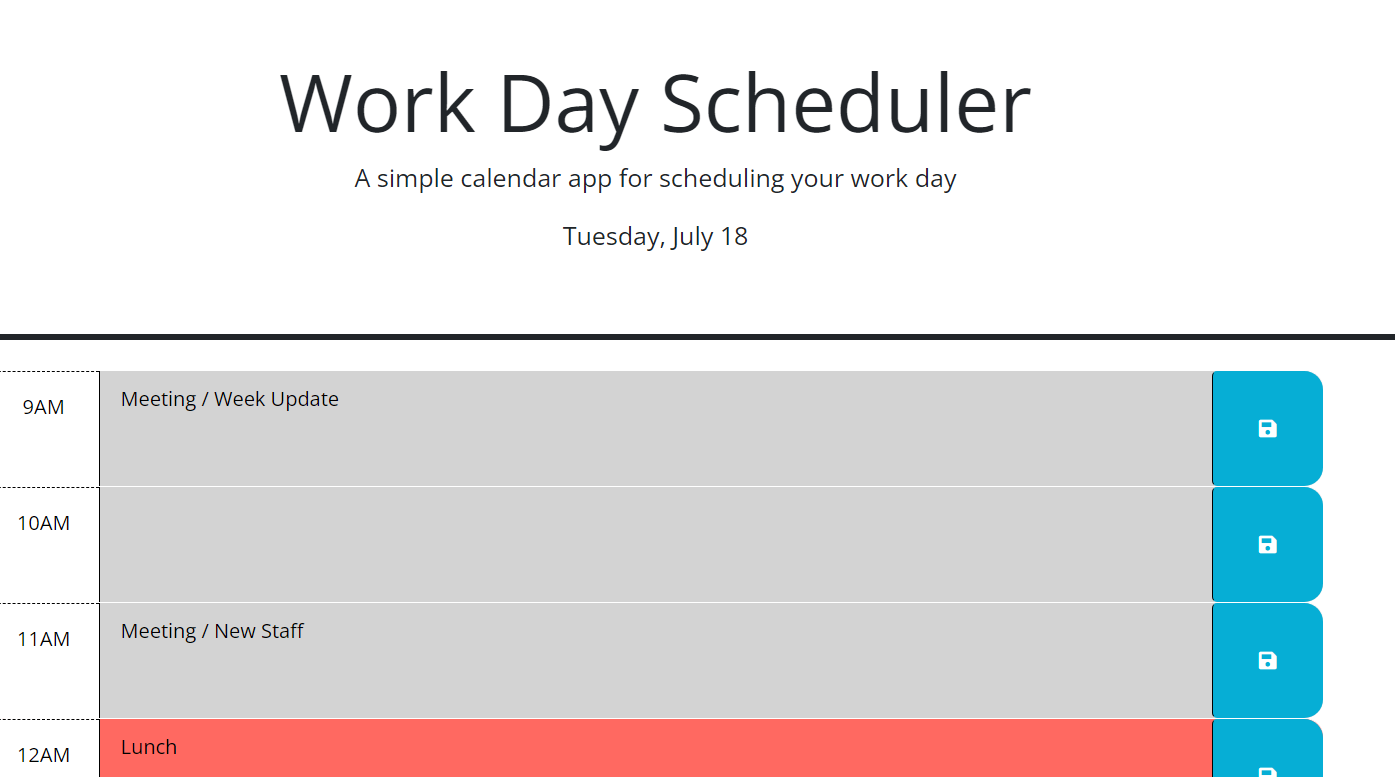 Work Day Scheduler
A simple calendar app for scheduling your work day
Tuesday, July 18
9AM Meeting / Week Update
10AM
11AM Meeting / New Staff
12AM Lunch